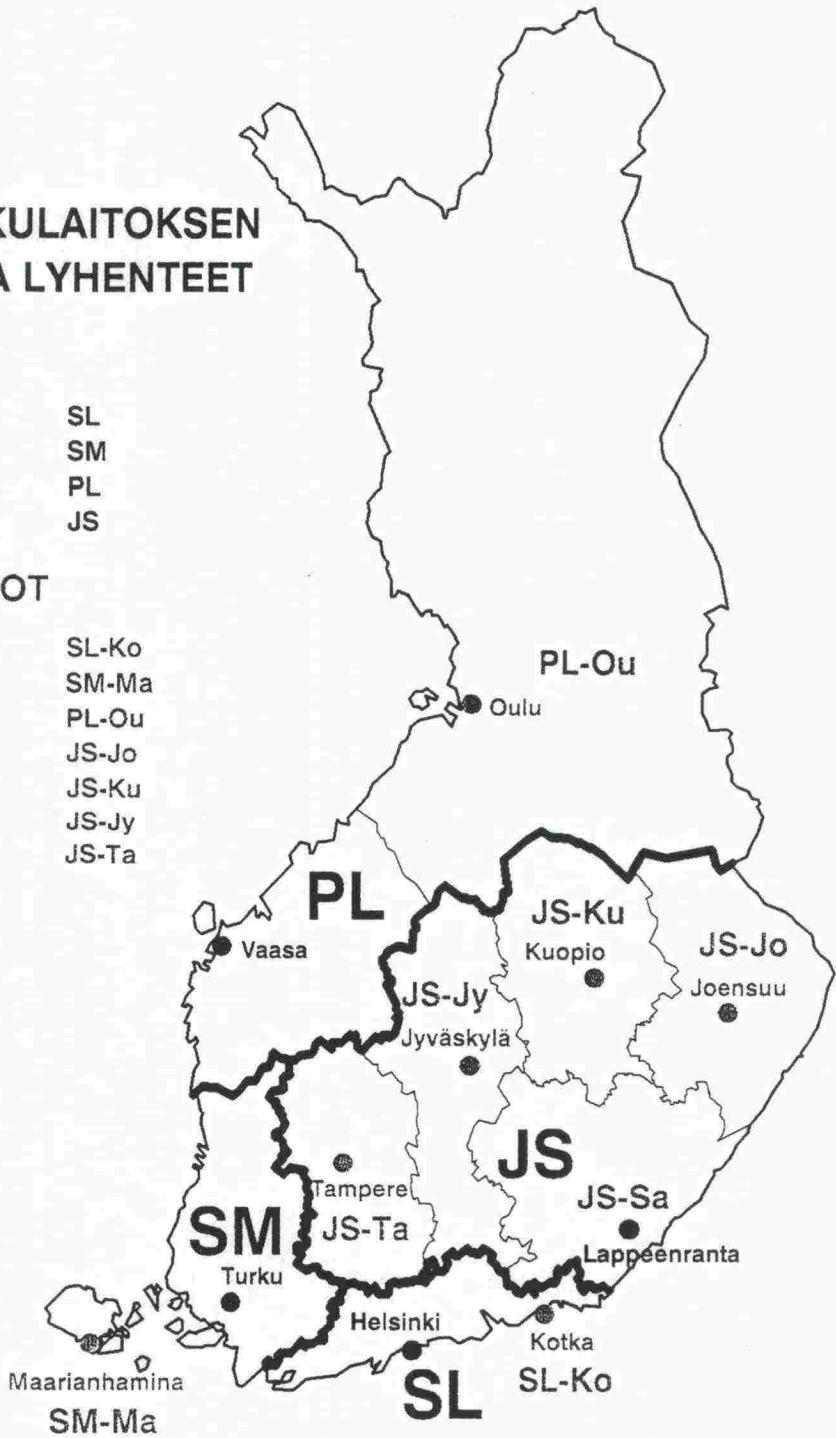 KULAITOKSEN
A LYHENTEET
SL
SM
PL
JS
OT
SL-Ko
SM-Ma
PL-Ou
JS-Jo
JS-Ku
JS-Jy
JS-Ta
PL-Ou
Oulu
PL
Vaasa
JS-Ku
Kuopio
JS-Jo
Joensuu
JS-Jy
Jyväskylä
JS
JS-Sa
Lappeenranta
Tampere
JS-Ta
SM
Turku
Helsinki
Kotka
SL-Ko
SL
Maarianhamina
SM-Ma